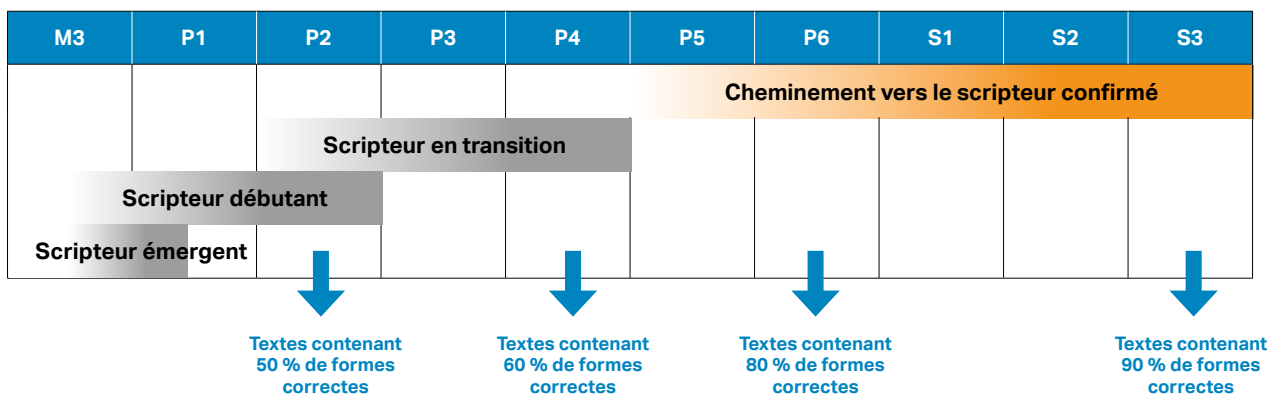 M3 P1 P2 P3 P4 P5 P6 S1 S2 S3
Cheminement vers le scripteur confirmé
Scripteur en transition
Scripteur débutant
Scripteur émergent
Textes contenant
50 % de formes
correctes
Textes contenant
60 % de formes
correctes
Textes contenant
80 % de formes
correctes
Textes contenant
90 % de formes
correctes